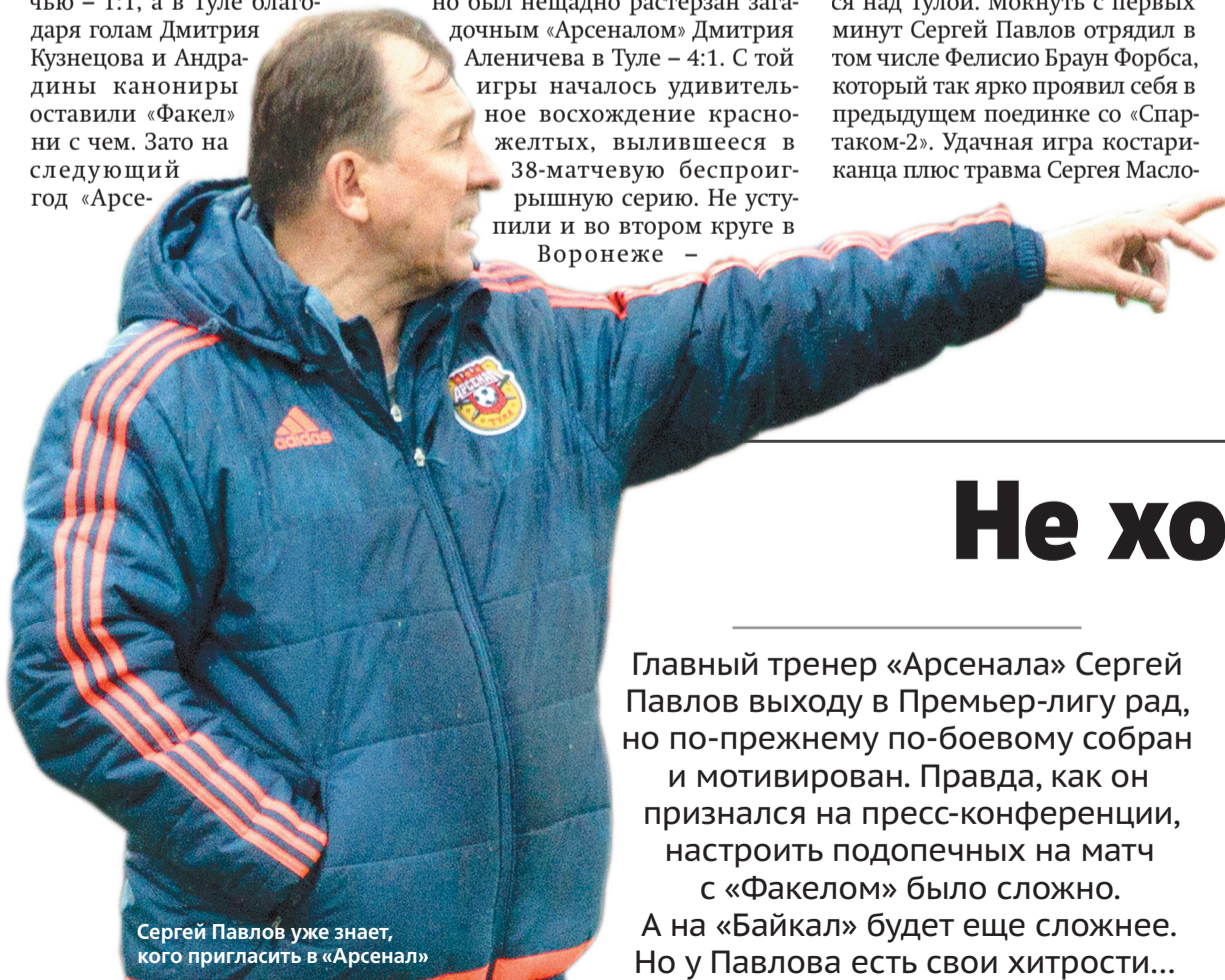 чью – 1:1, а в Туле благо-
даря голам Дмитрия
Кузнецова и Андра-
дины канониры
оставили «Факел»
ни с чем. Зато на
следующий
год «Арсе-
но был нещадно растерзан зага-
дочным «Арсеналом» Дмитрия
Аленичева в Туле – 4:1. С той
игры началось удивитель-
ное восхождение красно-
желтых, вылившееся в
38-матчевую беспроиг-
рышную серию. Не усту-
пили и во втором круге в
Воронеже –
ся над Тулой. Мокнуть с первых
минут Сергей Павлов отрядил в
том числе Фелисио Браун Форбса,
который так ярко проявил себя в
предыдущем поединке со «Спар-
таком-2». Удачная игра костари-
канца плюс травма Сергея Масло-
adidas
АРСЕНАЛ
ТУЛА
Не хо
Главный тренер «Арсенала» Сергей
Павлов выходу в Премьер-лигу рад,
но по-прежнему по-боевому собран
и мотивирован. Правда, как он
признался на пресс-конференции,
настроить подопечных на матч
с «Факелом» было сложно.
А на «Байкал» будет еще сложнее.
Но у Павлова есть свои хитрости...
Сергей Павлов уже знает,
кого пригласить в «Арсенал»